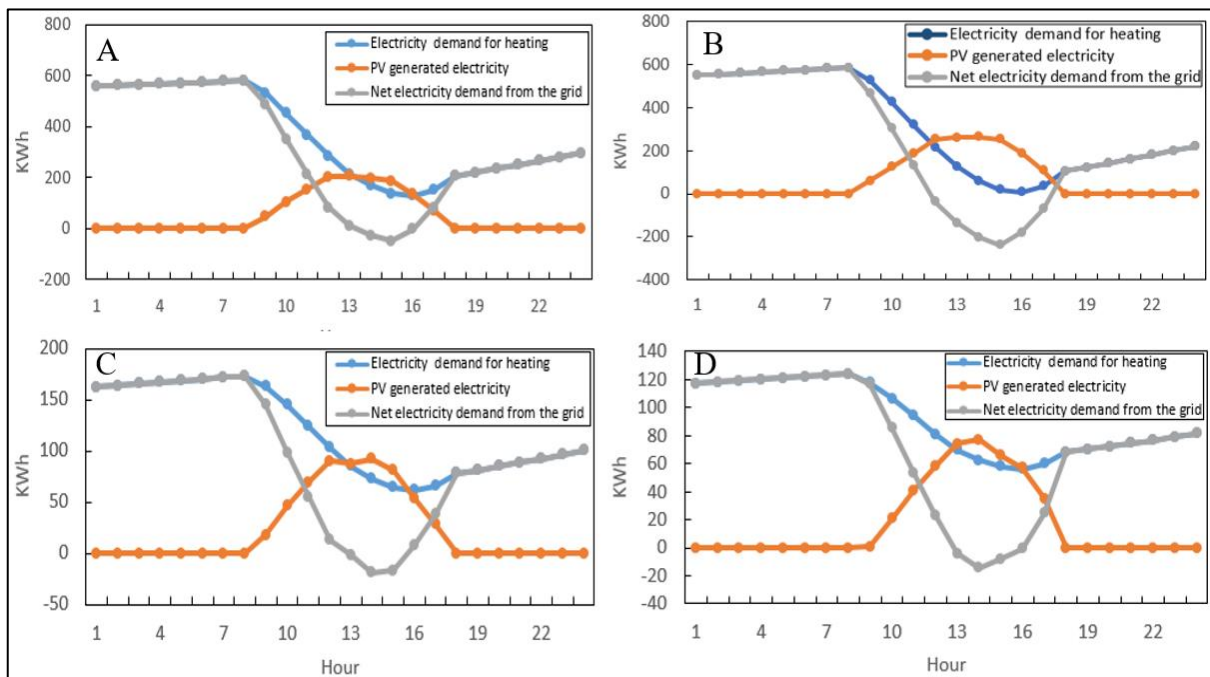 A
Electricity demand for heating
PV generated electricity
Net electricity demand from the grid
KWh
800
600
400
200
0
-200
1 4 7 10 13 16 19 22
B
Electricity demand for heating
PV generated electricity
Net electricity demand from the grid
KWh
800
600
400
200
0
-200
-400
1 4 7 10 13 16 19 22
C
Electricity demand for heating
PV generated electricity
Net electricity demand from the grid
KWh
200
150
100
50
0
-50
1 4 7 10 13 16 19 22
Hour
D
Electricity demand for heating
PV generated electricity
Net electricity demand from the grid
KWh
140
120
100
80
60
40
20
0
-20
-40
1 4 7 10 13 16 19 22
Hour